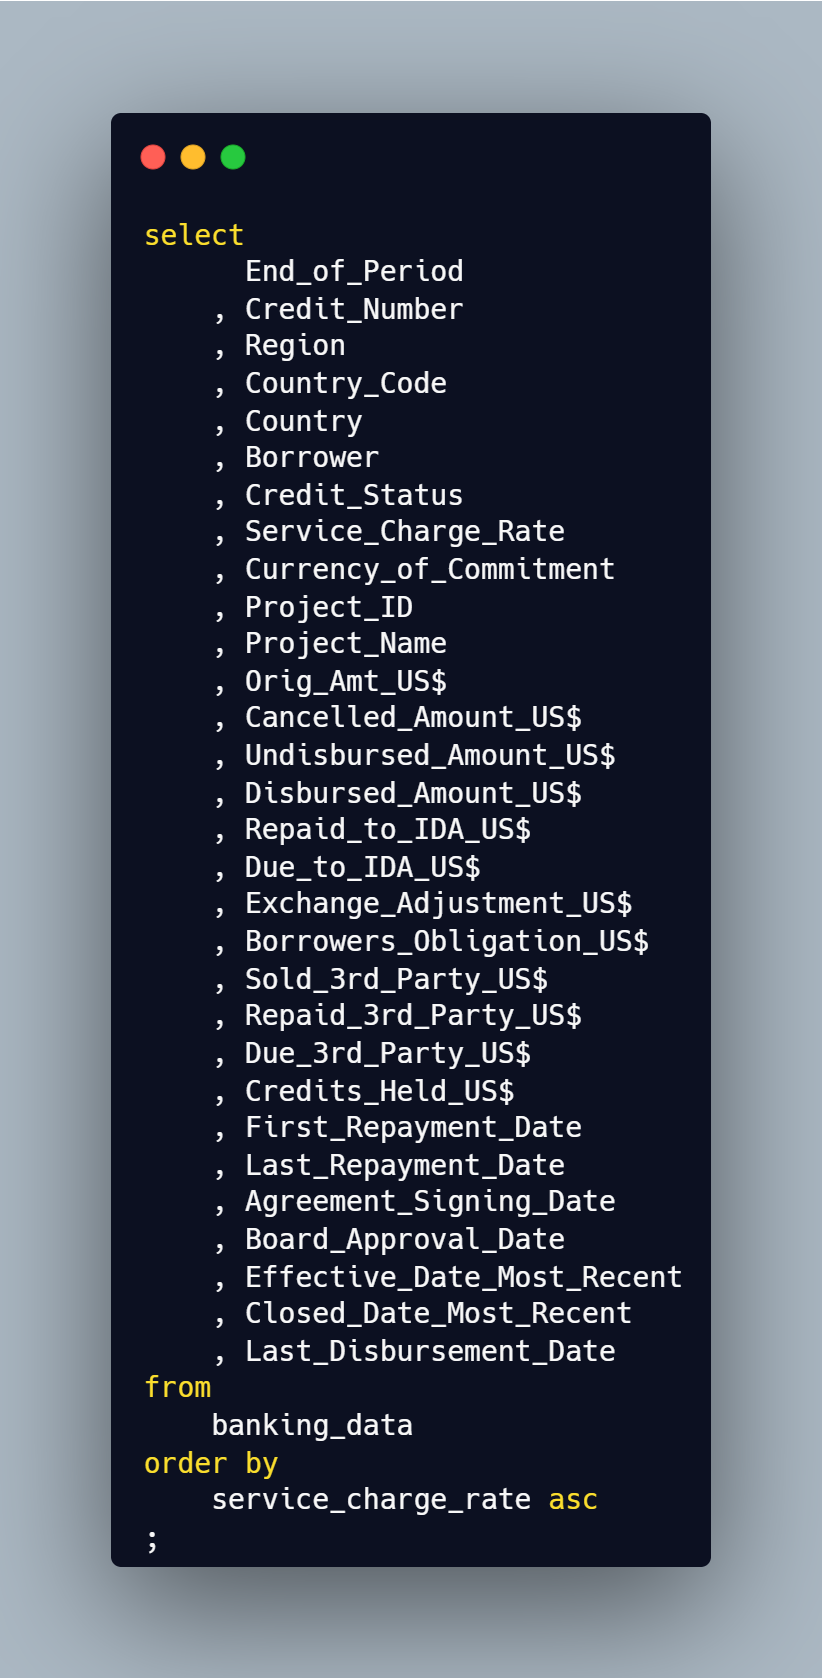 select
      End_of_Period
    , Credit_Number
    , Region
    , Country_Code
    , Country
    , Borrower
    , Credit_Status
    , Service_Charge_Rate
    , Currency_of_Commitment
    , Project_ID
    , Project_Name
    , Orig_Amt_US$
    , Cancelled_Amount_US$
    , Undisbursed_Amount_US$
    , Disbursed_Amount_US$
    , Repaid_to_IDA_US$
    , Due_to_IDA_US$
    , Exchange_Adjustment_US$
    , Borrowers_Obligation_US$
    , Sold_3rd_Party_US$
    , Repaid_3rd_Party_US$
    , Due_3rd_Party_US$
    , Credits_Held_US$
    , First_Repayment_Date
    , Last_Repayment_Date
    , Agreement_Signing_Date
    , Board_Approval_Date
    , Effective_Date_Most_Recent
    , Closed_Date_Most_Recent
    , Last_Disbursement_Date
from
    banking_data
order by
    service_charge_rate asc
;